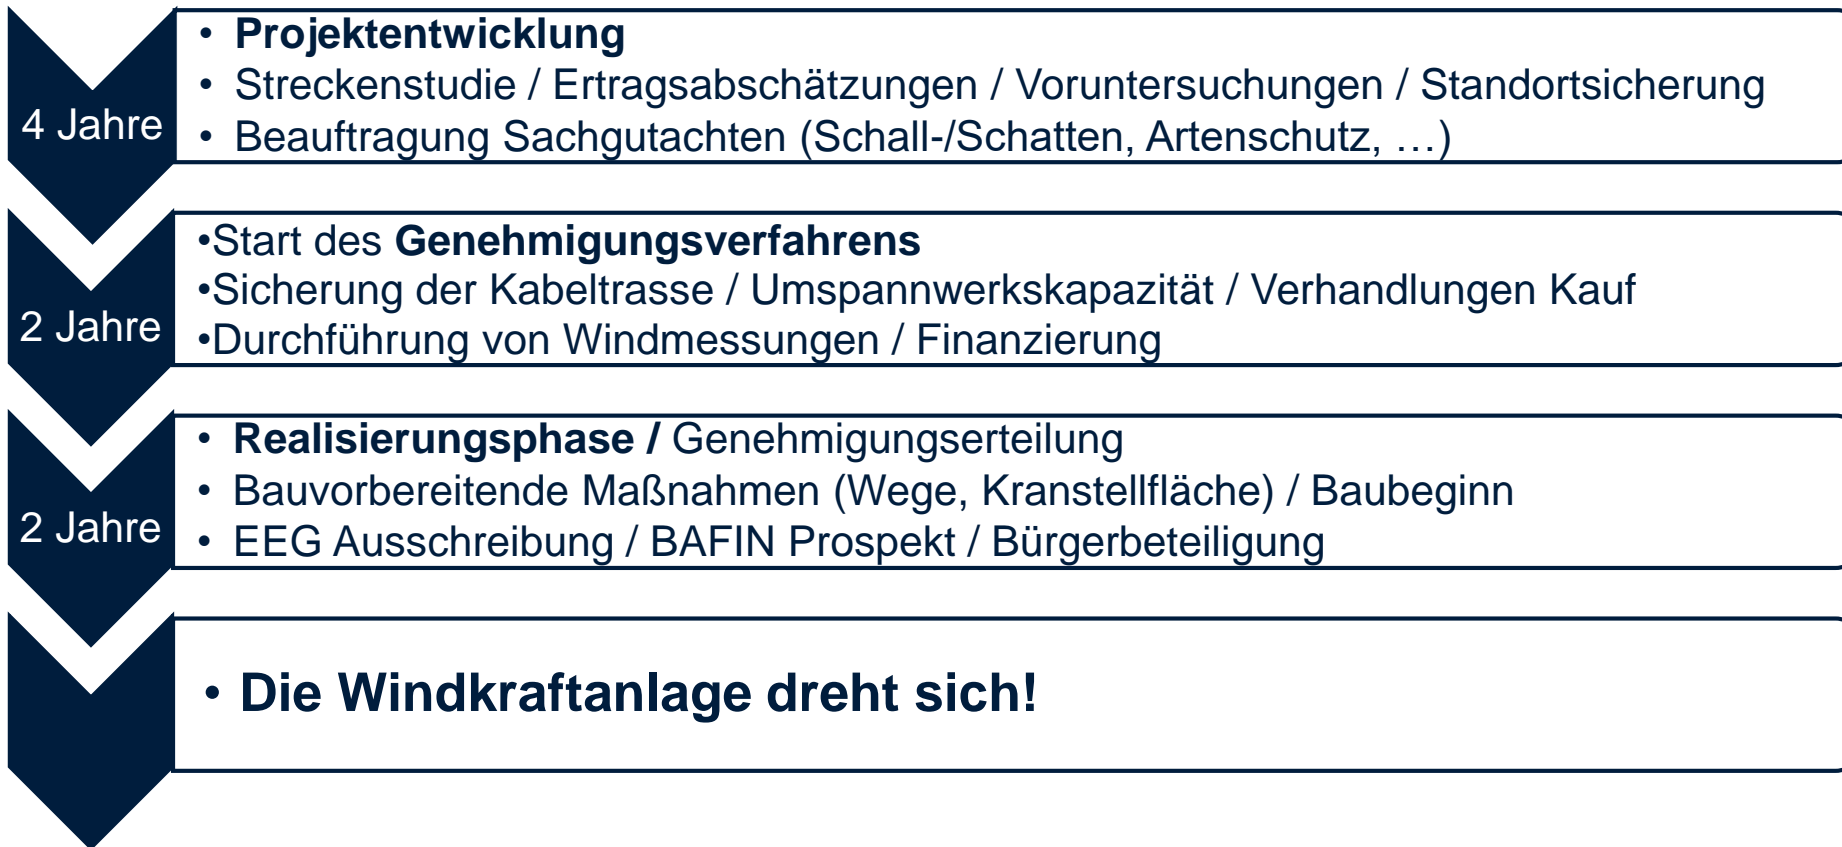 4 Jahre
• Projektentwicklung
• Streckenstudie / Ertragsabschätzungen / Voruntersuchungen / Standortsicherung
• Beauftragung Sachgutachten (Schall-/Schatten, Artenschutz, …)
2 Jahre
•Start des Genehmigungsverfahrens
•Sicherung der Kabeltrasse / Umspannwerkskapazität / Verhandlungen Kauf
•Durchführung von Windmessungen / Finanzierung
2 Jahre
• Realisierungsphase / Genehmigungserteilung
• Bauvorbereitende Maßnahmen (Wege, Kranstellfläche) / Baubeginn
• EEG Ausschreibung / BAFIN Prospekt / Bürgerbeteiligung
• Die Windkraftanlage dreht sich!